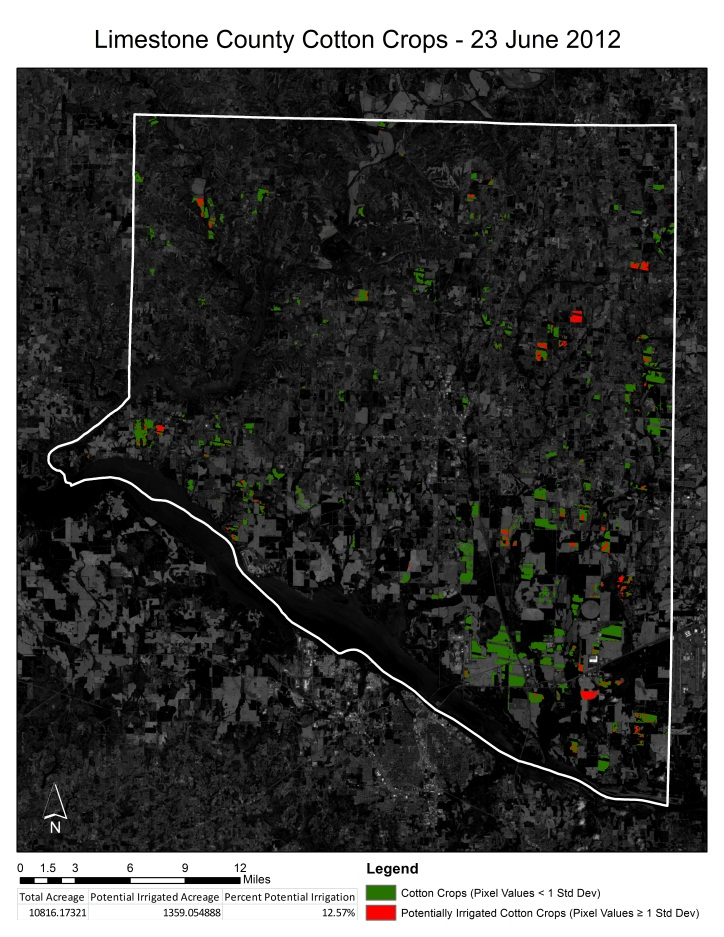 Limestone County Cotton Crops - 23 June 2012
N
0 1.5 3 6 9 12
Miles
Total Acreage Potential Irrigated Acreage Percent Potential Irrigation
10816.17321 1359.054888 12.57%
Legend
Cotton Crops (Pixel Values < 1 Std Dev)
Potentially Irrigated Cotton Crops (Pixel Values ≥ 1 Std Dev)